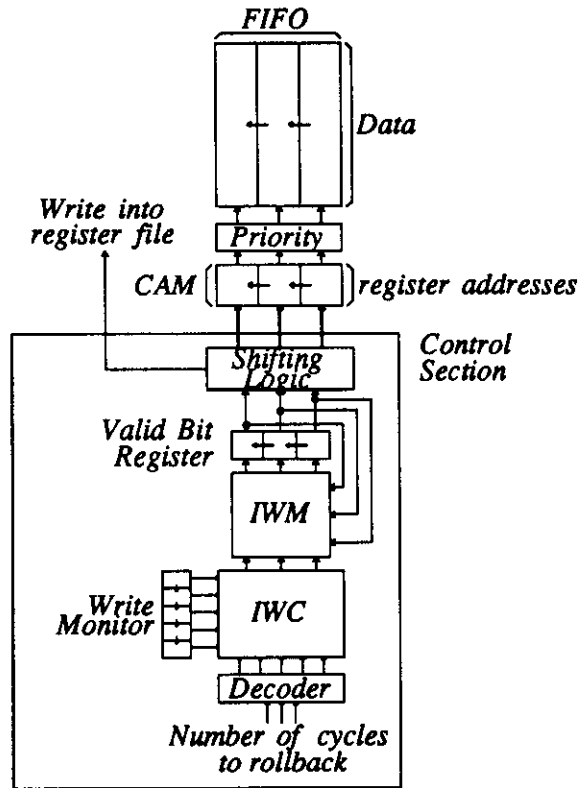 FIFO
Data
Write into
register file
Priority
CAM
register addresses
Control
Section
Shifting
Logic
Valid Bit
Register
IWM
Write
Monitor
IWC
Decoder
Number of cycles
to rollback